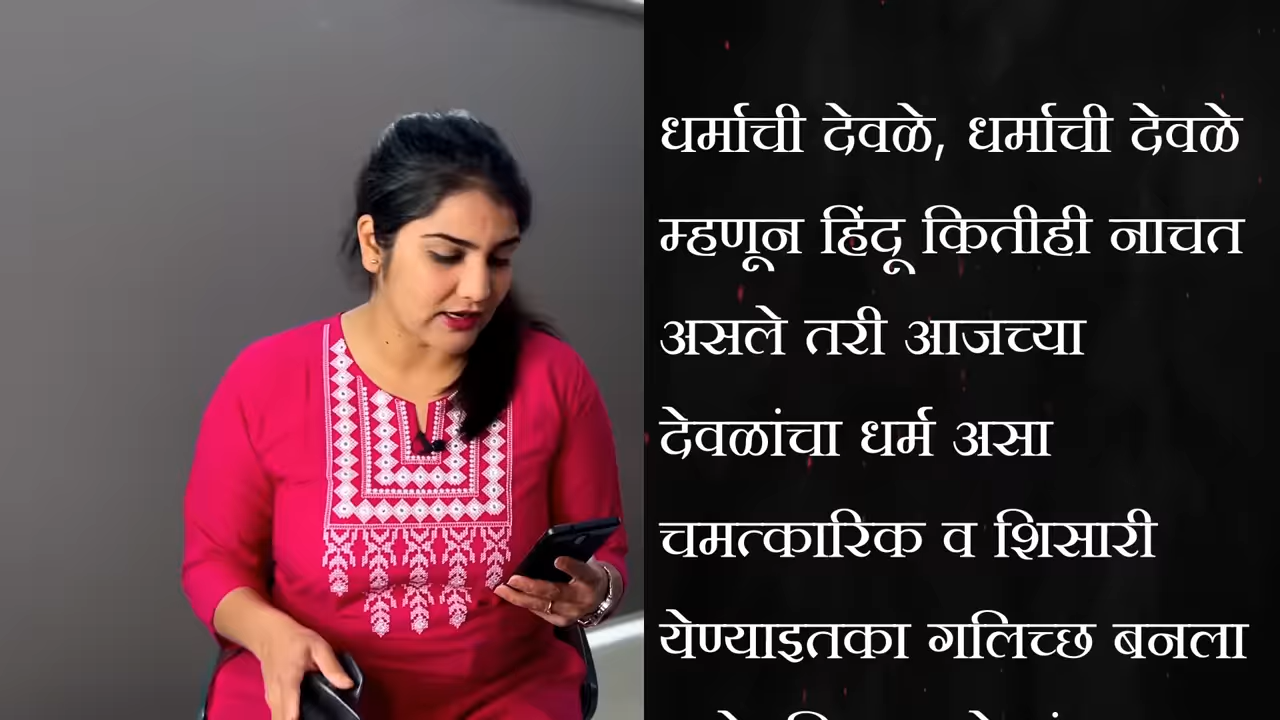 धर्माची देवळे, धर्माची देवळे
म्हणून हिंदू कितीही नाचत
असले तरी आजच्या
देवळांचा धर्म असा
चमत्कारिक व शिसारी
येण्याइतका गलिच्छ बनला